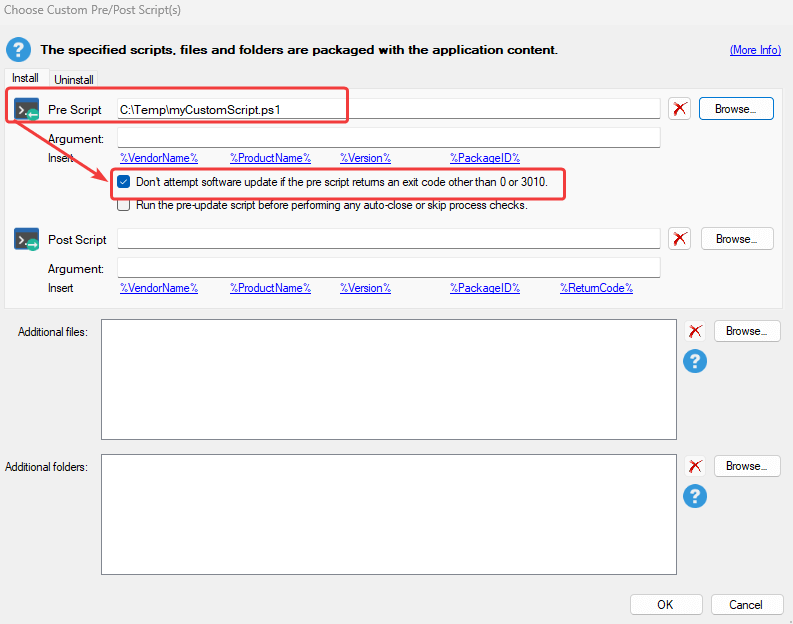 Choose Custom Pre/Post Script(s)
? The specified scripts, files and folders are packaged with the application content. (More Info)
Install Uninstall
Pre Script C:\Temp\myCustomScript.ps1 Browse...
Argument:
Insert %VendorName% %ProductName% %Version% %PackageID%
Don't attempt software update if the pre script returns an exit code other than 0 or 3010.
Run the pre-update script before performing any auto-close or skip process checks.
Post Script Browse...
Argument:
Insert %VendorName% %ProductName% %Version% %PackageID% %ReturnCode%
Additional files: Browse...
?
Additional folders: Browse...
?
OK Cancel